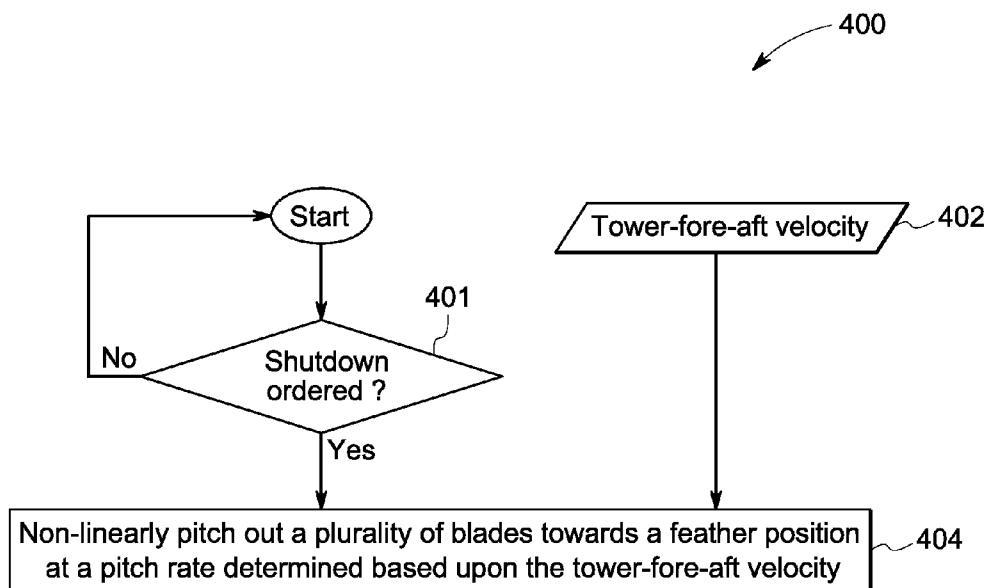 400
Start
Tower-fore-aft velocity
402
401
No
Shutdown
ordered ?
Yes
Non-linearly pitch out a plurality of blades towards a feather position
at a pitch rate determined based upon the tower-fore-aft velocity
404